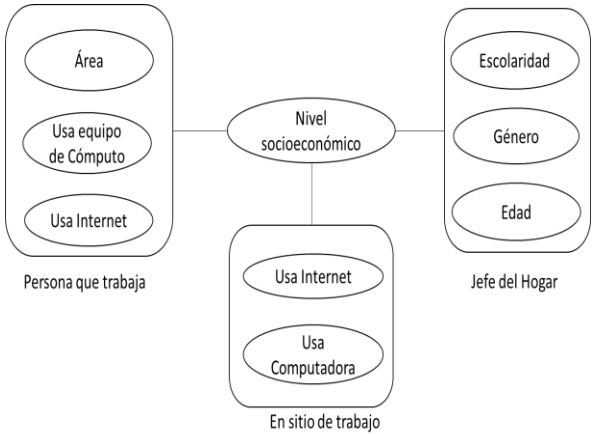 Área
Usa equipo
de Cómputo
Usa Internet
Persona que trabaja
Nivel
socioeconómico
Usa Internet
Usa
Computadora
En sitio de trabajo
Escolaridad
Género
Edad
Jefe del Hogar